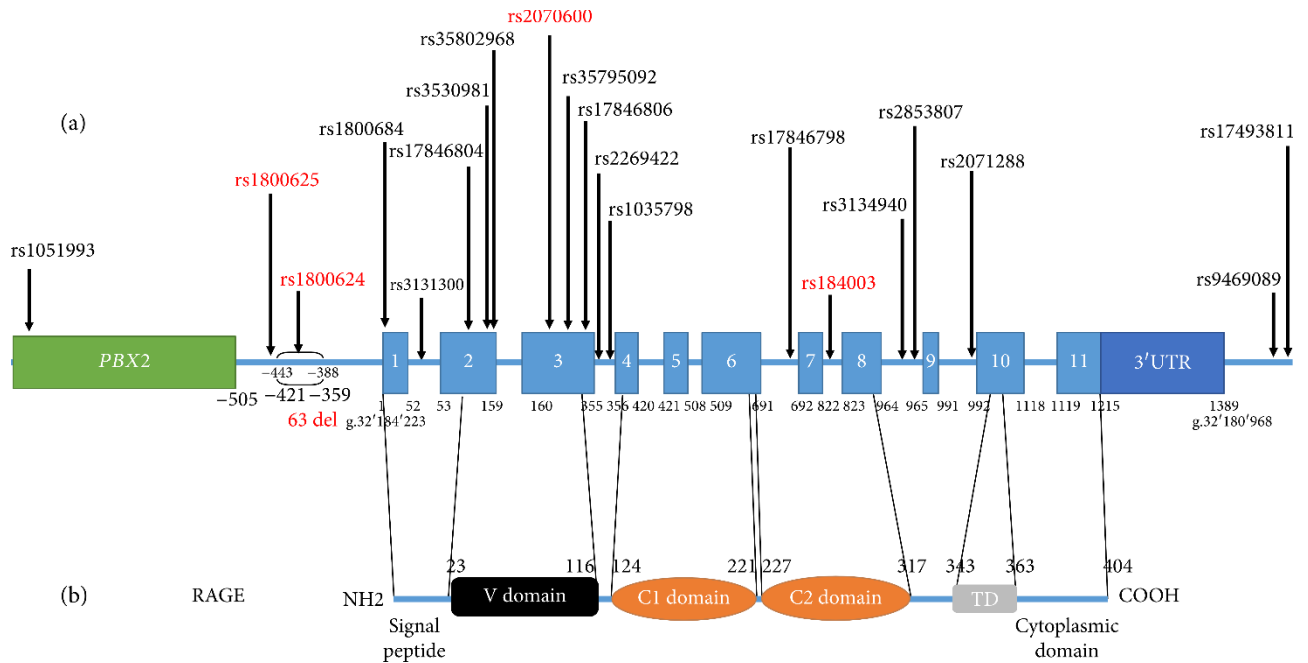 (a)
rs1051993
rs1800625
rs1800624
rs1800684
rs3131300
rs17846804
rs3530981
rs35802968
rs2070600
rs35795092
rs17846806
rs2269422
rs1035798
rs17846798
rs184003
rs3134940
rs2853807
rs2071288
rs9469089
rs17493811
PBX2
1 2 3 4 5 6 7 8 9 10 11 3′UTR
−505
−443 −388
−421 −359
63 del
1 52 53 159 160 355 356 420 421 508 509 691 692 822 823 964 965 991 992 1118 1119 1215 1389
g.32′184′223
g.32′180′968
23 116 124 221 227 317 343 363 404
(b)
RAGE
NH2
V domain
C1 domain
C2 domain
TD
COOH
Signal
peptide
Cytoplasmic
domain